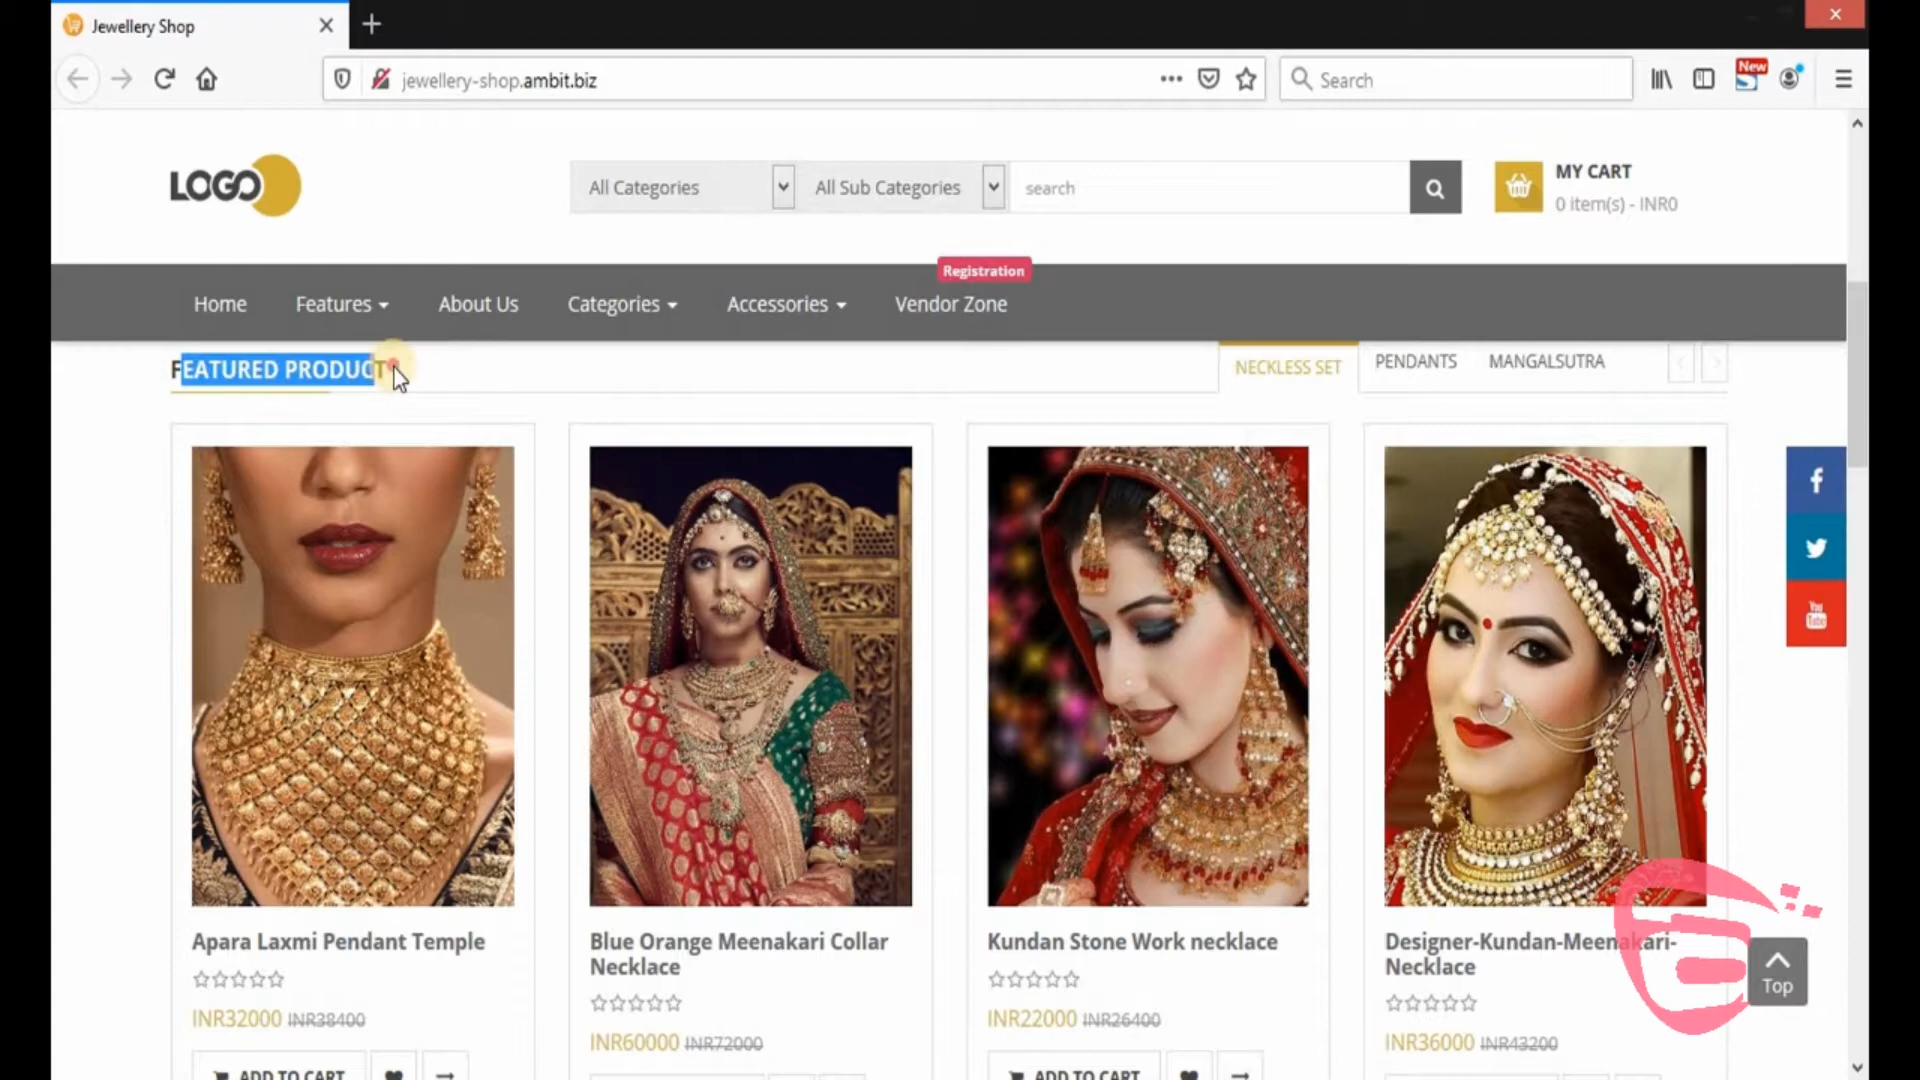 Jewellery Shop
jewellery-shop.ambit.biz
Search
New
LOGO
All Categories
All Sub Categories
search
MY CART
0 item(s) - INR0
Registration
Home
Features
About Us
Categories
Accessories
Vendor Zone
FEATURED PRODUCT
NECKLESS SET
PENDANTS
MANGALSUTRA
You
Tube
Apara Laxmi Pendant Temple
INR32000 INR38400
ADD TO CART
Blue Orange Meenakari Collar
Necklace
INR60000 INR72000
Kundan Stone Work necklace
INR22000 INR26400
ADD TO CART
Designer-Kundan-Meenakari-
Necklace
INR36000 INR43200
Top